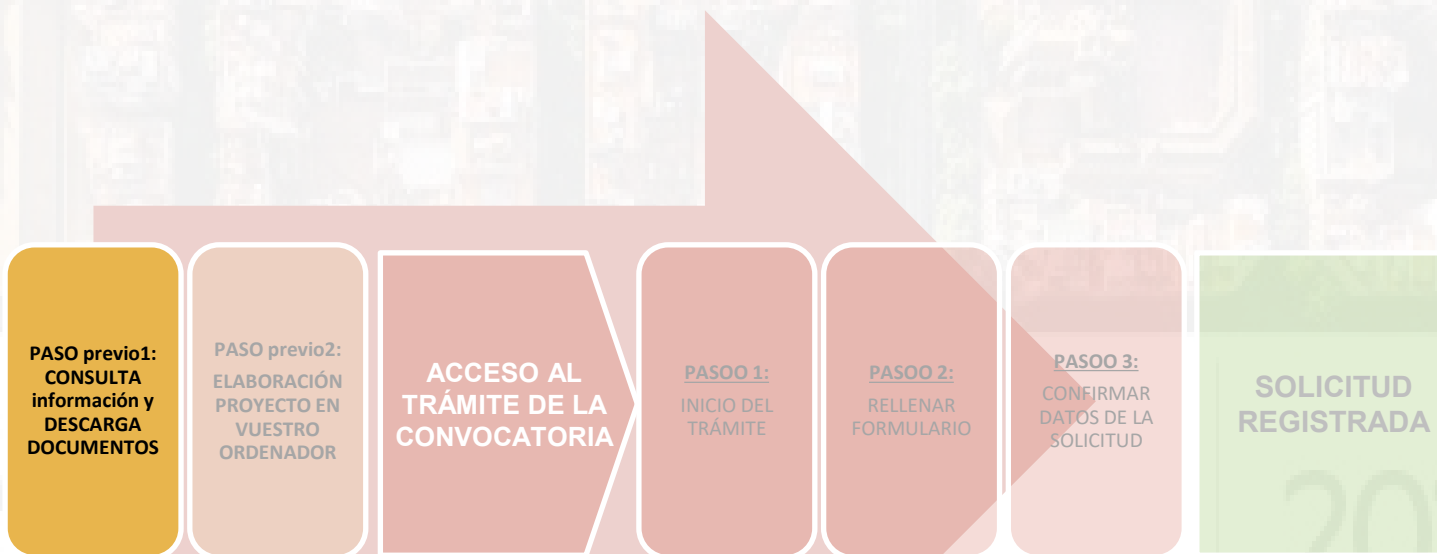 PASO previo1:
CONSULTA
información y
DESCARGA
DOCUMENTOS
PASO previo2:
ELABORACIÓN
PROYECTO EN
VUESTRO
ORDENADOR
ACCESO AL
TRÁMITE DE LA
CONVOCATORIA
PASOO 1:
INICIO DEL
TRÁMITE
PASOO 2:
RELLENAR
FORMULARIO
PASOO 3:
CONFIRMAR
DATOS DE LA
SOLICITUD
SOLICITUD
REGISTRADA